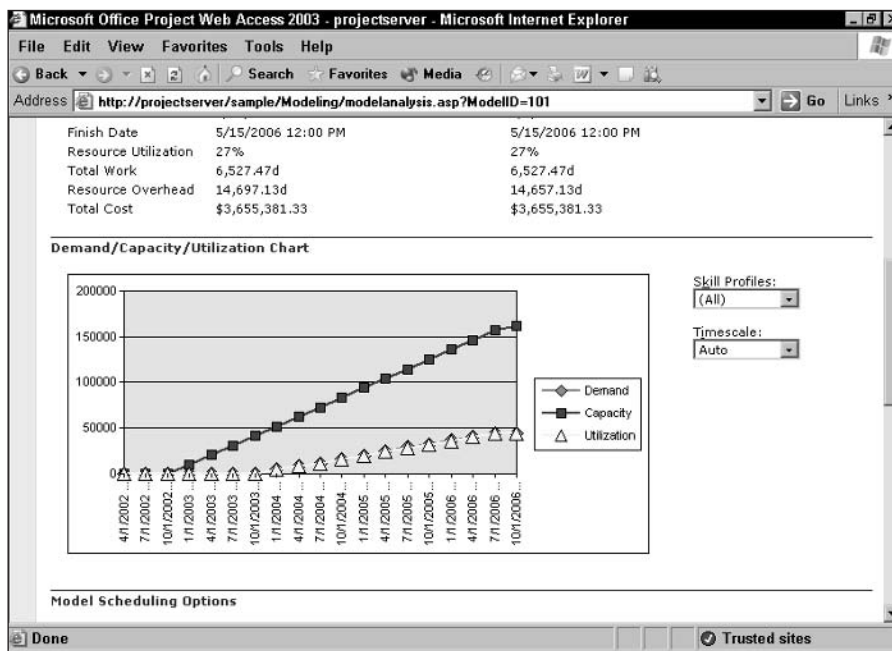 Microsoft Office Project Web Access 2003 - projectserver - Microsoft Internet Explorer
File Edit View Favorites Tools Help
Back Search Favorites Media
Address http://projectserver/sample/Modeling/modelanalysis.asp?ModelID=101 Go Links
Finish Date 5/15/2006 12:00 PM 5/15/2006 12:00 PM
Resource Utilization 27% 27%
Total Work 6,527.47d 6,527.47d
Resource Overhead 14,697.13d 14,657.13d
Total Cost $3,655,381.33 $3,655,381.33
Demand/Capacity/Utilization Chart
Skill Profiles:
(All)
Timescale:
Auto
200000
150000
100000
50000
0
Demand
Capacity
Utilization
4/1/2002...
7/1/2002...
10/1/2002...
1/1/2003...
4/1/2003...
7/1/2003...
10/1/2003...
1/1/2004...
4/1/2004...
7/1/2004...
10/1/2004...
1/1/2005...
4/1/2005...
7/1/2005...
10/1/2005...
1/1/2006...
4/1/2006...
7/1/2006...
10/1/2006...
Model Scheduling Options
Done Trusted sites